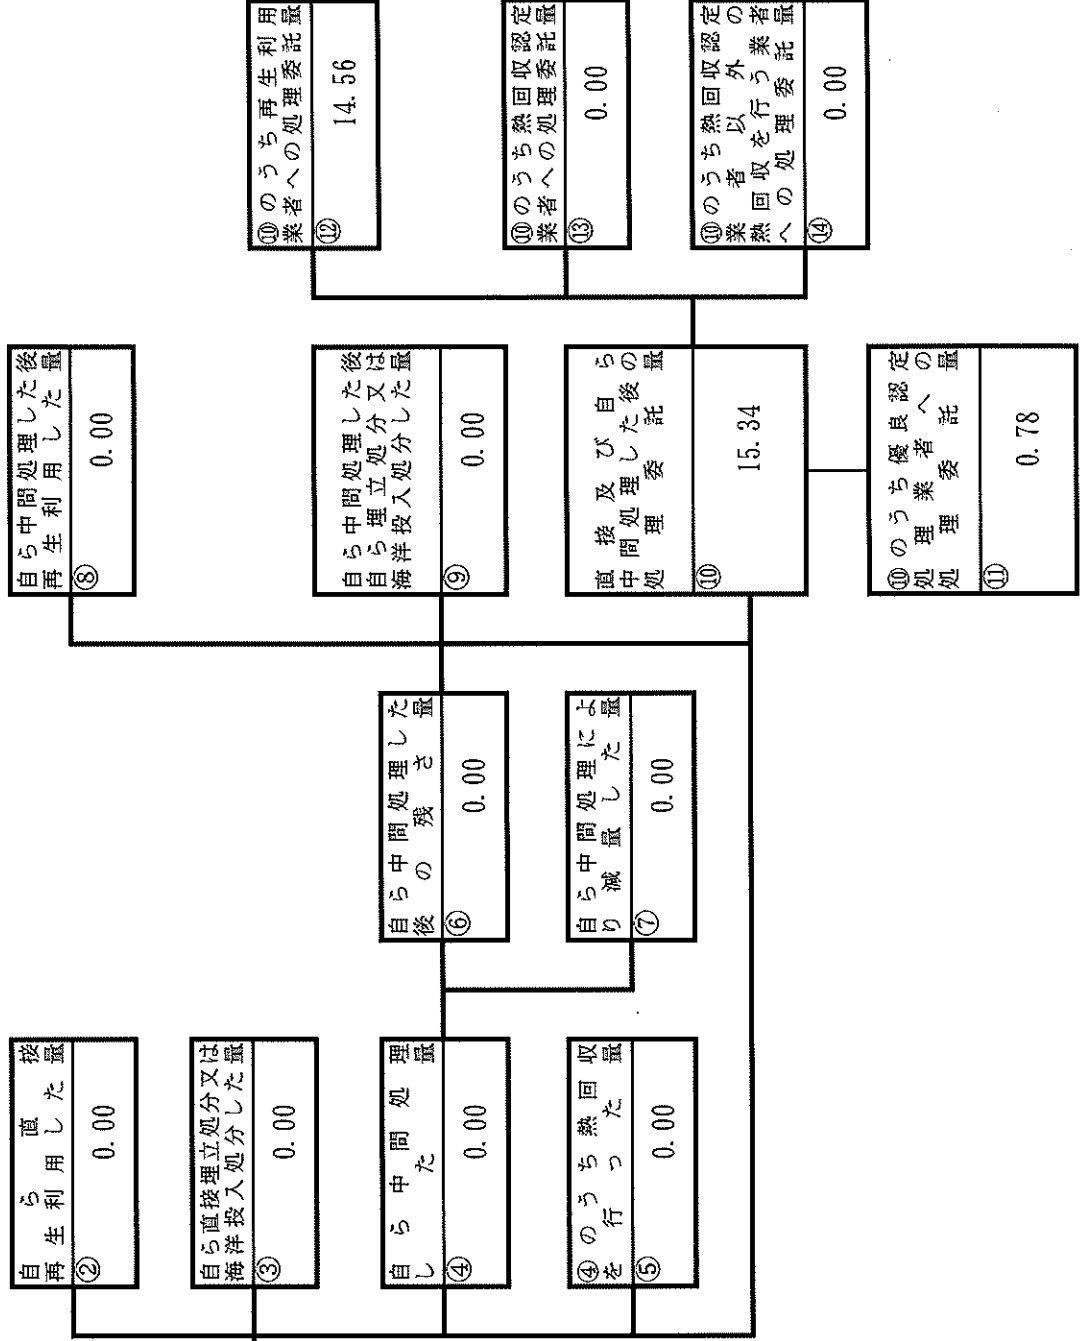 自ら直接
再生利用した量
② 0.00
自ら直接埋立処分又は
海洋投入処分した量
③ 0.00
自ら中間処理
した量
④ 0.00
④のうち熱回収
を行った量
⑤ 0.00
自ら中間処理した
後の残さ量
⑥ 0.00
自ら中間処理によ
り減量した量
⑦ 0.00
自ら中間処理した後
再生利用した量
⑧ 0.00
自ら中間処理した後
自ら埋立処分又は
海洋投入処分した量
⑨ 0.00
直接及び自ら
中間処理した後の
処理委託量
⑩ 15.34
⑩のうち優良認定
処理業者への
処理委託量
⑪ 0.78
⑩のうち再生利用
業者への処理委託量
⑫ 14.56
⑩のうち熱回収認定
業者への処理委託量
⑬ 0.00
⑩のうち熱回収認定
業者以外の
熱回収を行う業者
への処理委託量
⑭ 0.00